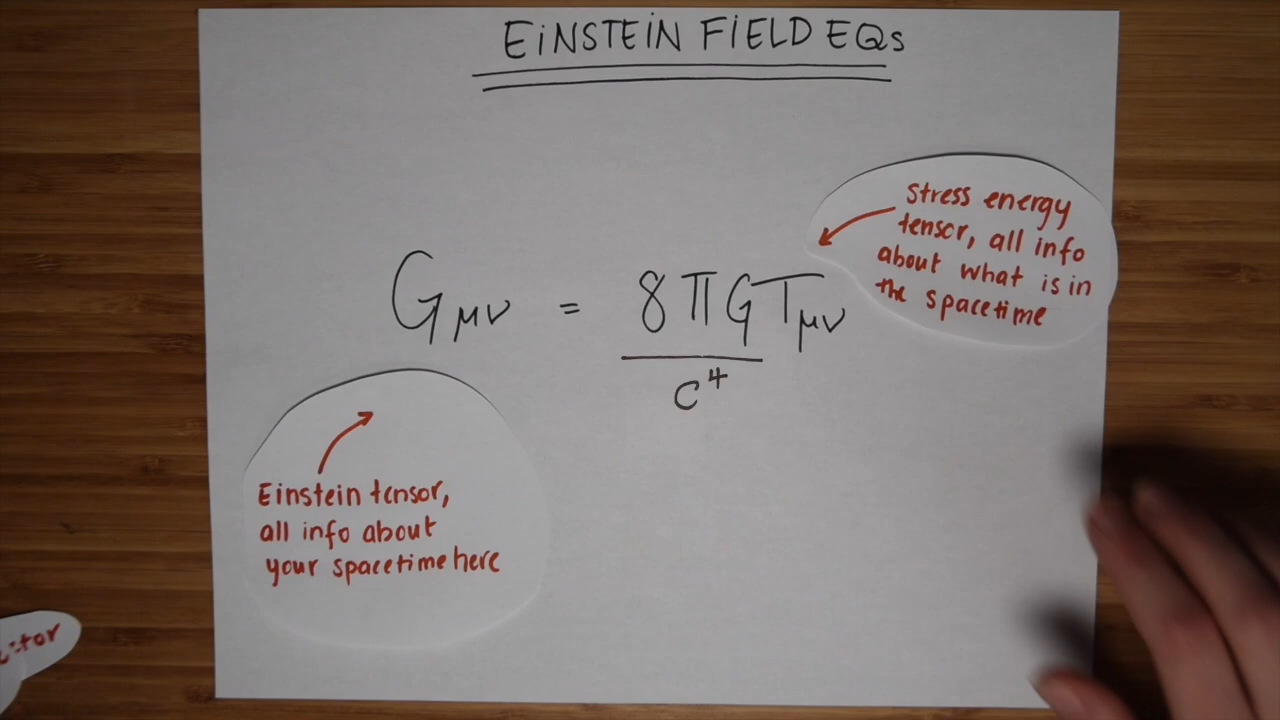 EINSTEIN FIELD EQs
Stress energy
tensor, all info
about what is in
the spacetime
Gμν = 8πGTμν
c⁴
Einstein tensor,
all info about
your spacetime here